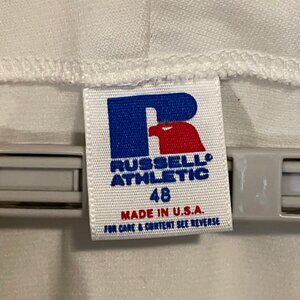 R
RUSSELL®
ATHLETIC
48
MADE IN U.S.A.
FOR CARE & CONTENT SEE REVERSE